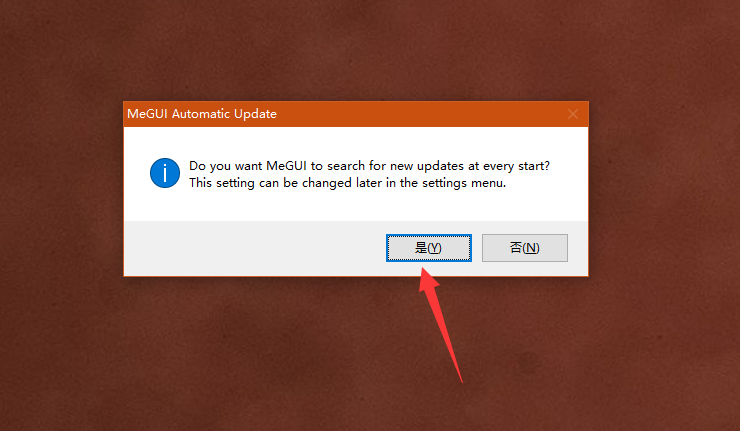 MeGUI Automatic Update
Do you want MeGUI to search for new updates at every start?
This setting can be changed later in the settings menu.
是(Y)
否(N)